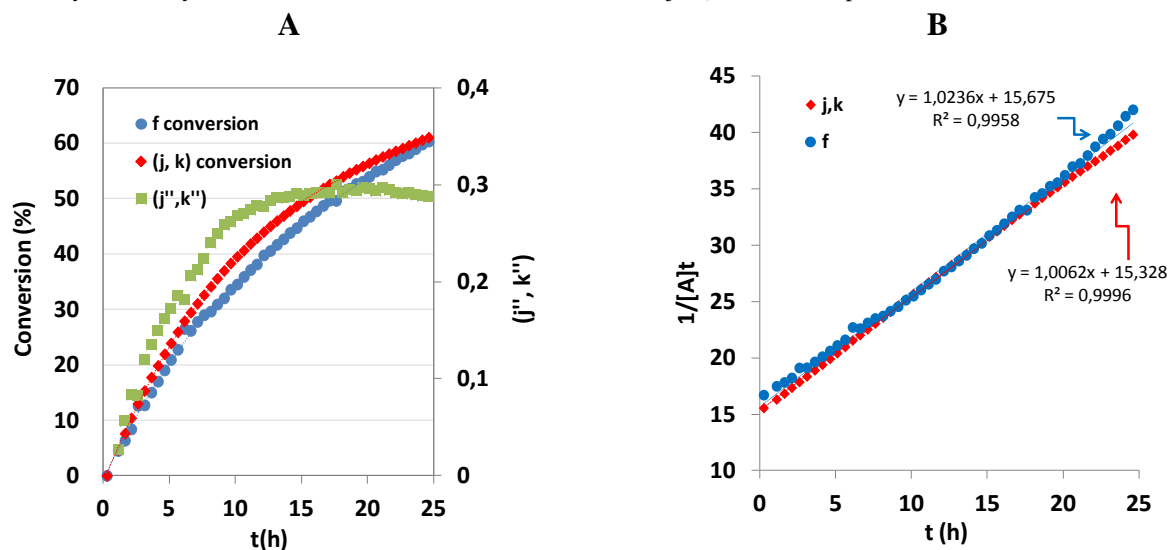 A
B
70
60
50
40
30
20
10
0
Conversion (%)
0,4
0,3
0,2
0,1
0
(j'', k'')
f conversion
(j, k) conversion
(j'',k'')
0 5 10 15 20 25
t(h)
45
40
35
30
25
20
15
10
1/[A]t
j,k
f
y = 1,0236x + 15,675
R² = 0,9958
y = 1,0062x + 15,328
R² = 0,9996
0 5 10 15 20 25
t (h)